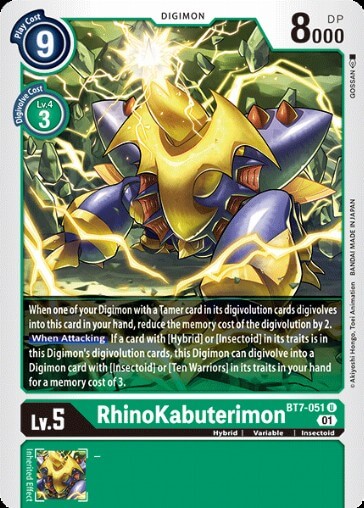 DIGIMON
Play Cost
9
DP
8000
Digivolve Cost
Lv.4
3
GOSSAN
©Akiyoshi Hongo, Toei Animation BANDAI MADE IN JAPAN
When one of your Digimon with a Tamer card in its digivolution cards digivolves
into this card in your hand, reduce the memory cost of the digivolution by 2.
When Attacking If a card with [Hybrid] or [Insectoid] in its traits is in
this Digimon's digivolution cards, this Digimon can digivolve into a
Digimon card with [Insectoid] or [Ten Warriors] in its traits in your hand
for a memory cost of 3.
Lv.5
RhinoKabuterimon
BT7-051 U
01
Hybrid | Variable | Insectoid
Inherited Effect
–